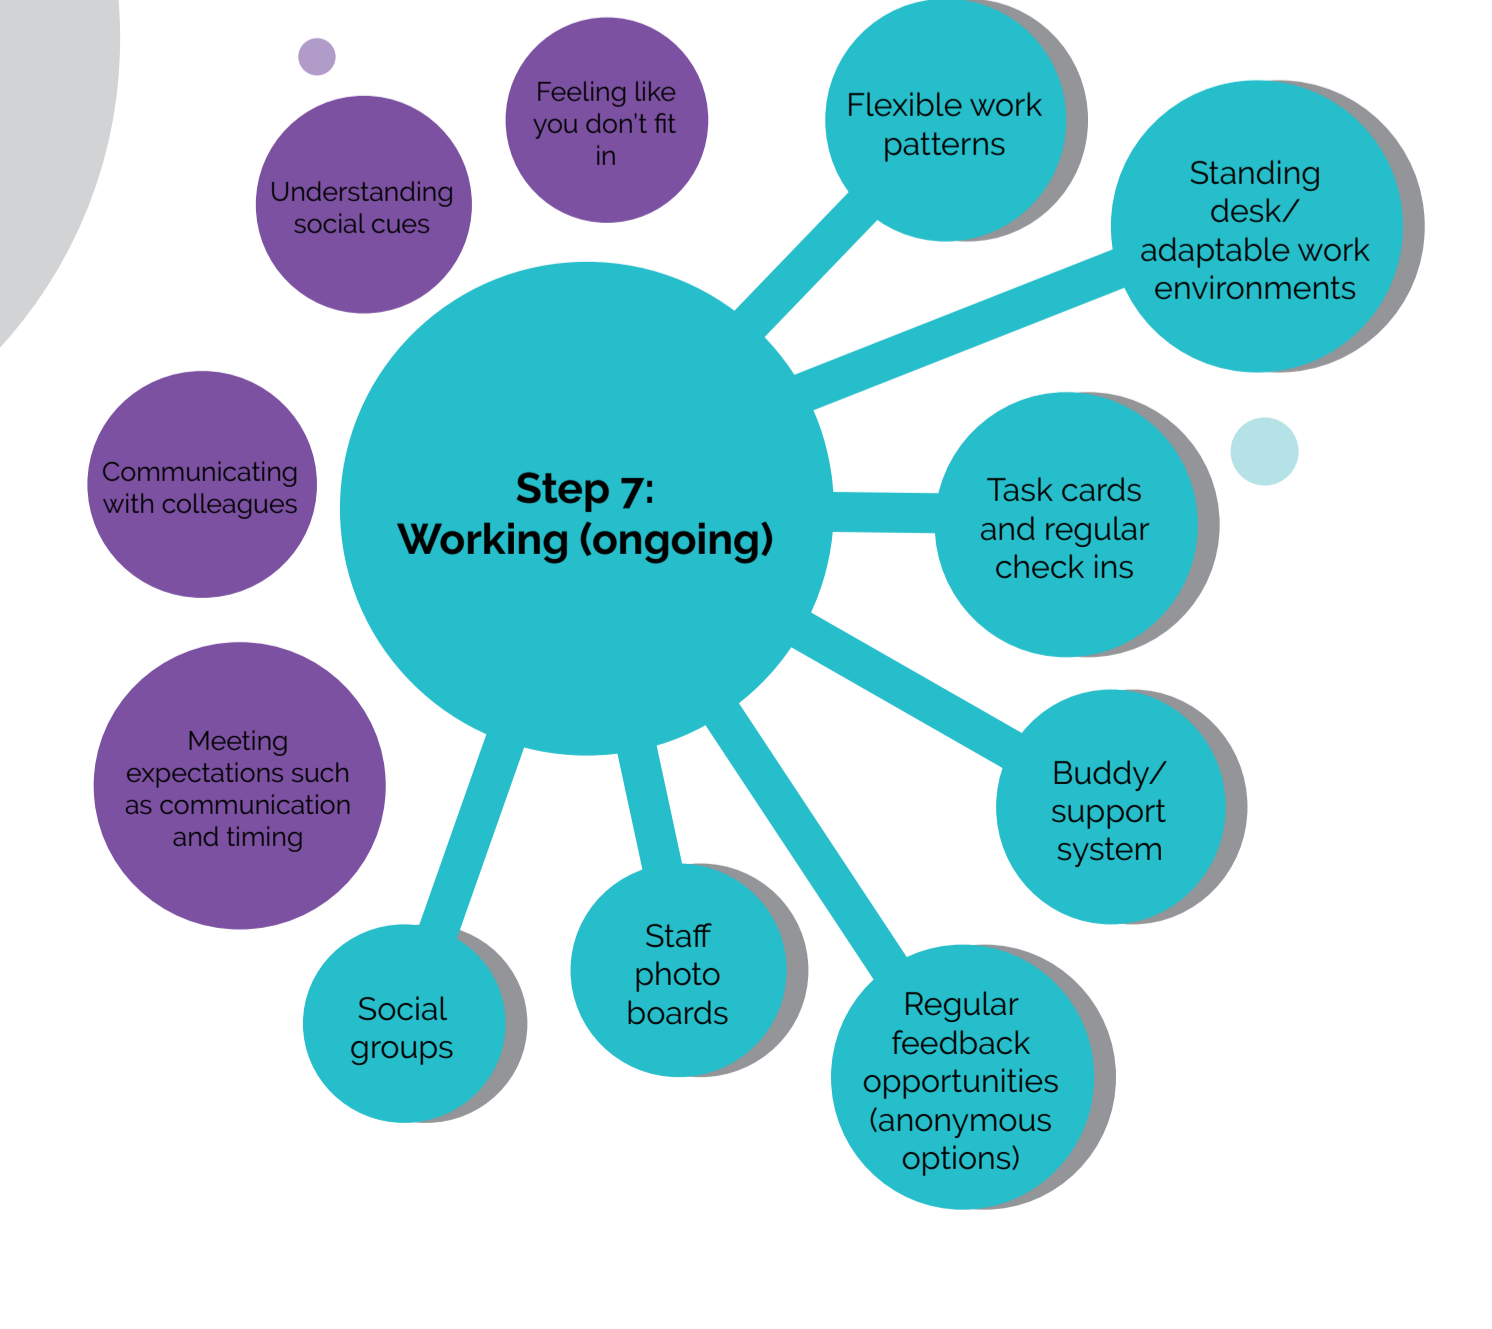 Feeling like
you don't fit
in
Understanding
social cues
Communicating
with colleagues
Meeting
expectations such
as communication
and timing
Step 7:
Working (ongoing)
Flexible work
patterns
Standing
desk/
adaptable work
environments
Task cards
and regular
check ins
Buddy/
support
system
Regular
feedback
opportunities
(anonymous
options)
Staff
photo
boards
Social
groups